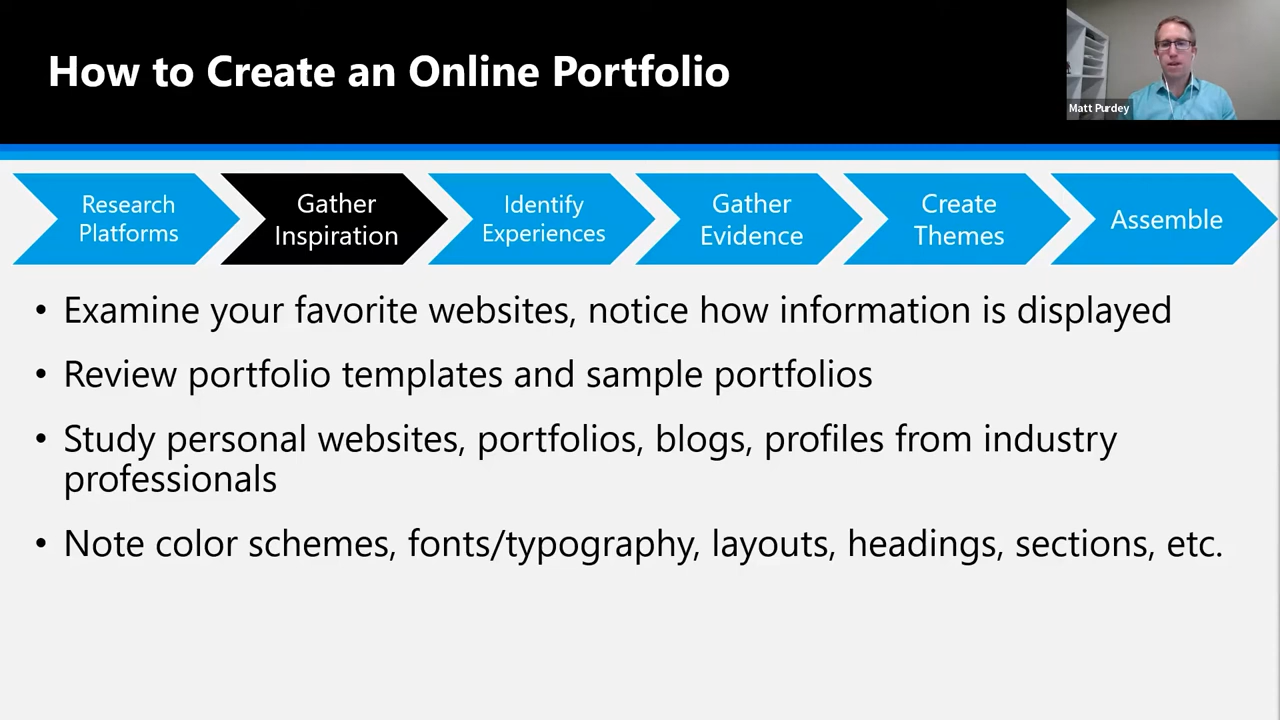 How to Create an Online Portfolio
Matt Purdey
Research
Platforms
Gather
Inspiration
Identify
Experiences
Gather
Evidence
Create
Themes
Assemble
• Examine your favorite websites, notice how information is displayed
• Review portfolio templates and sample portfolios
• Study personal websites, portfolios, blogs, profiles from industry
professionals
• Note color schemes, fonts/typography, layouts, headings, sections, etc.